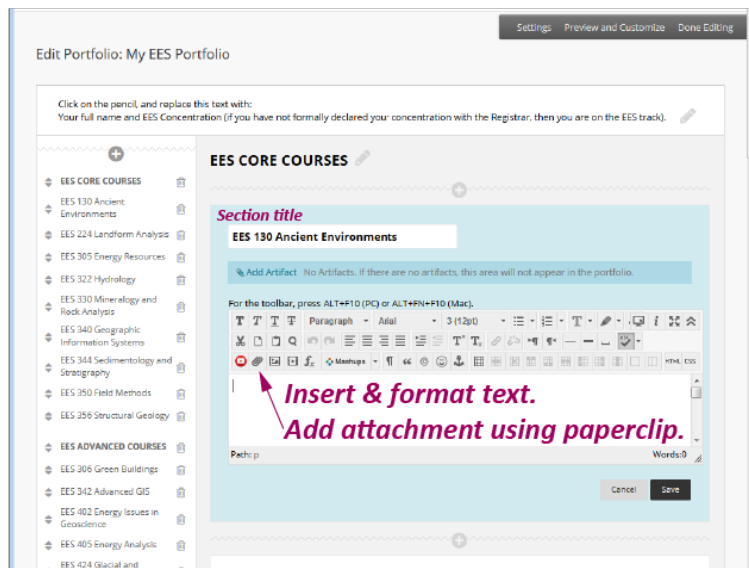 Settings Preview and Customize Done Editing
Edit Portfolio: My EES Portfolio
Click on the pencil, and replace this text with:
Your full name and EES Concentration (if you have not formally declared your concentration with the Registrar, then you are on the EES track).
EES CORE COURSES
EES 130 Ancient
Environments
EES 224 Landform Analysis
EES 305 Energy Resources
EES 322 Hydrology
EES 330 Mineralogy and
Rock Analysis
EES 340 Geographic
Information Systems
EES 344 Sedimentology and
Stratigraphy
EES 350 Field Methods
EES 356 Structural Geology
EES ADVANCED COURSES
EES 306 Green Buildings
EES 342 Advanced GIS
EES 402 Energy Issues in
Geoscience
EES 405 Energy Analysis
EES 424 Glacial and
EES CORE COURSES
Section title
EES 130 Ancient Environments
Add Artifact No Artifacts. If there are no artifacts, this area will not appear in the portfolio.
For the toolbar, press ALT+F10 (PC) or ALT+FN+F10 (Mac).
T T T T Paragraph Arial 3 (12pt)
Mashups HTML CSS
Insert & format text.
Add attachment using paperclip.
Path: p Words:0
Cancel Save